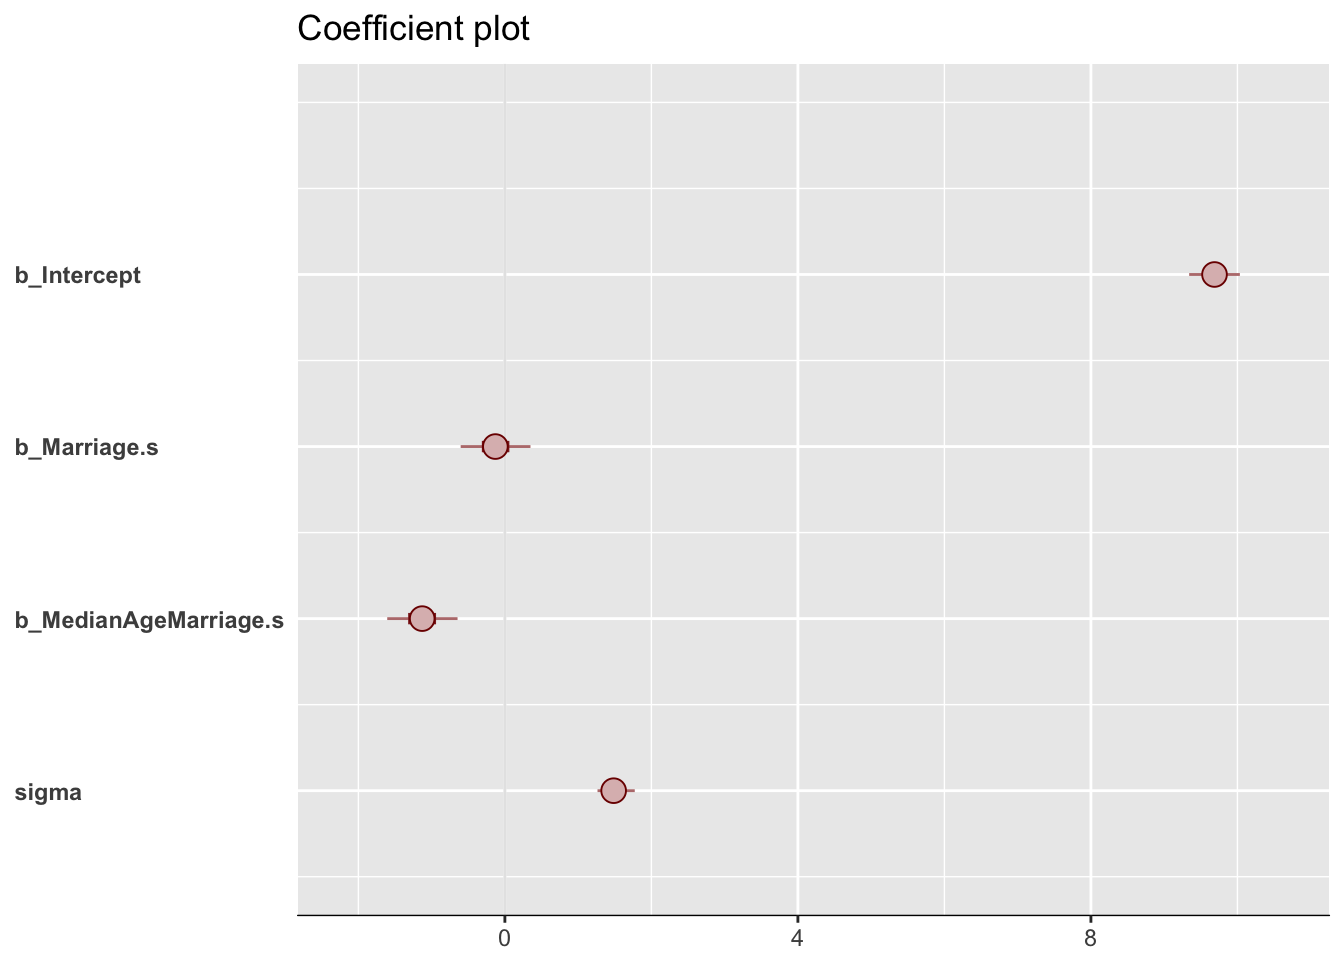 Coefficient plot
b_Intercept
b_Marriage.s
b_MedianAgeMarriage.s
sigma
0 4 8